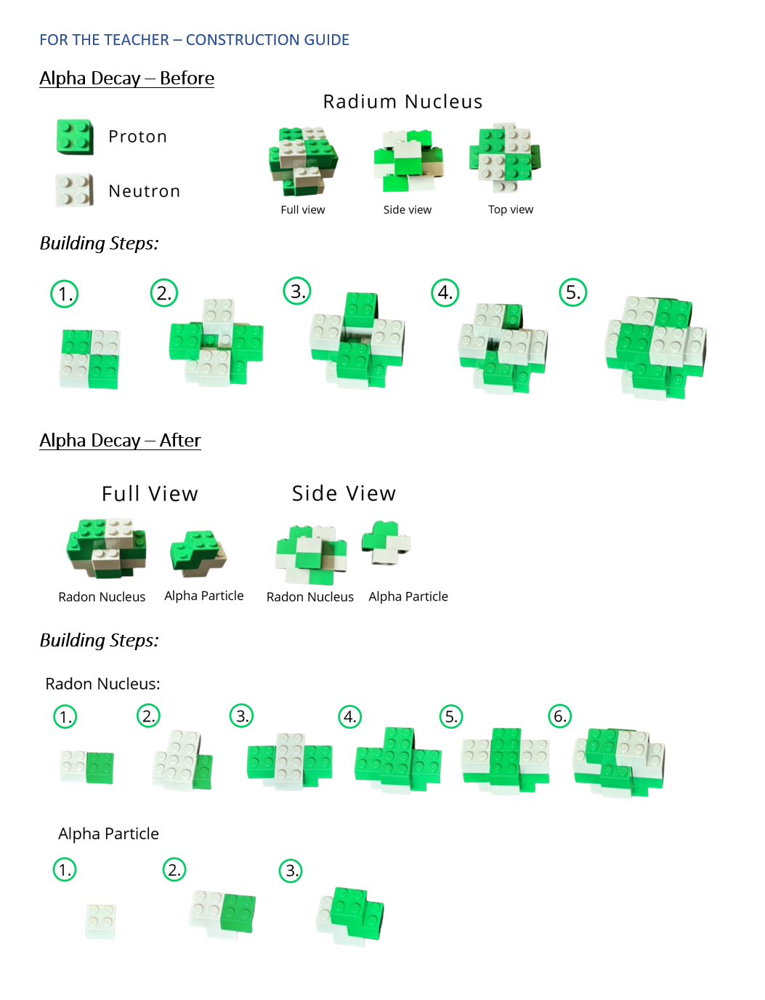 FOR THE TEACHER – CONSTRUCTION GUIDE
Alpha Decay – Before
Radium Nucleus
Proton
Neutron
Full view
Side view
Top view
Building Steps:
1.
2.
3.
4.
5.
Alpha Decay – After
Full View
Side View
Radon Nucleus
Alpha Particle
Radon Nucleus
Alpha Particle
Building Steps:
Radon Nucleus:
1.
2.
3.
4.
5.
6.
Alpha Particle
1.
2.
3.